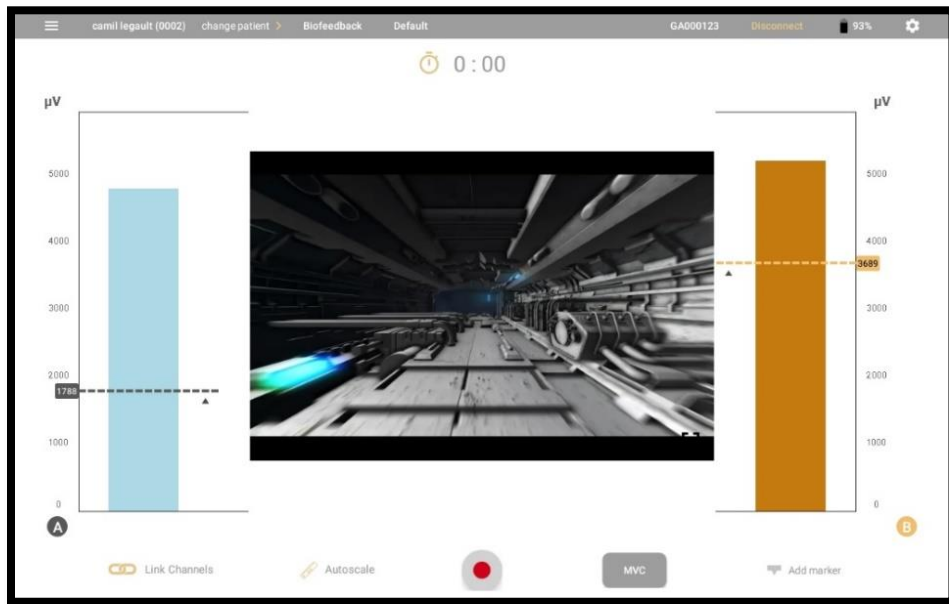 camil legault (0002) change patient > Biofeedback Default GA000123 Disconnect 93%
0 : 00
µV µV
5000 5000
4000 4000
3689
3000 3000
2000 2000
1788
1000 1000
0 0
A B
Link Channels Autoscale MVC Add marker